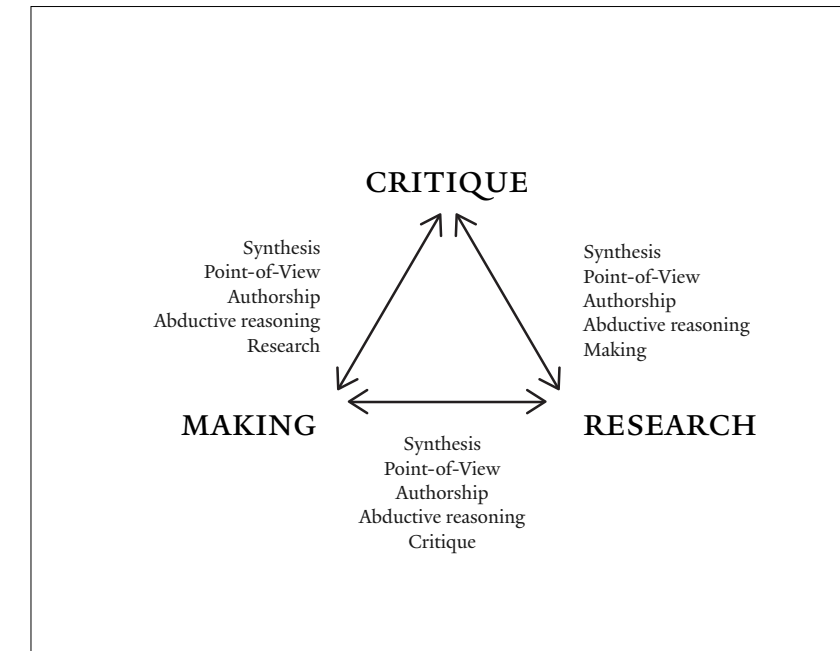 CRITIQUE
Synthesis
Point-of-View
Authorship
Abductive reasoning
Research
Synthesis
Point-of-View
Authorship
Abductive reasoning
Making
MAKING
RESEARCH
Synthesis
Point-of-View
Authorship
Abductive reasoning
Critique